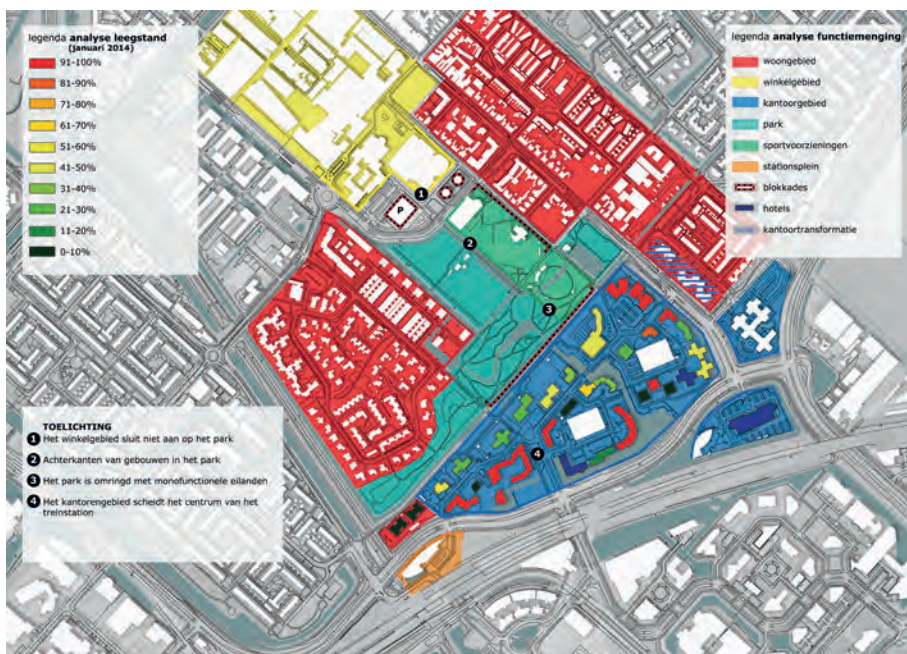 legenda analyse leegstand
(januari 2014)
91-100%
81-90%
71-80%
61-70%
51-60%
41-50%
31-40%
21-30%
11-20%
0-10%
legenda analyse functiemenging
woongebied
winkelgebied
kantoorgebied
park
sportvoorzieningen
stationsplein
blokkades
hotels
kantoortransformatie
1
P
2
3
4
TOELICHTING
1 Het winkelgebied sluit niet aan op het park
2 Achterkanten van gebouwen in het park
3 Het park is omringd met monofunctionele eilanden
4 Het kantorengebied scheidt het centrum van het
treinstation